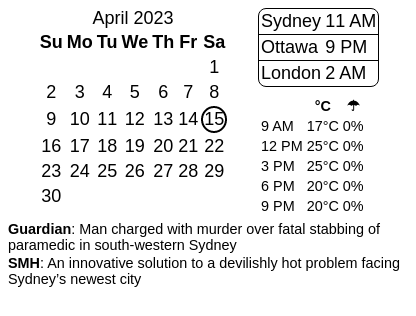 April 2023
Su Mo Tu We Th Fr Sa
1
2 3 4 5 6 7 8
9 10 11 12 13 14 15
16 17 18 19 20 21 22
23 24 25 26 27 28 29
30
Sydney 11 AM
Ottawa 9 PM
London 2 AM
°C ☂
9 AM 17°C 0%
12 PM 25°C 0%
3 PM 25°C 0%
6 PM 20°C 0%
9 PM 20°C 0%
Guardian: Man charged with murder over fatal stabbing of
paramedic in south-western Sydney
SMH: An innovative solution to a devilishly hot problem facing
Sydney’s newest city